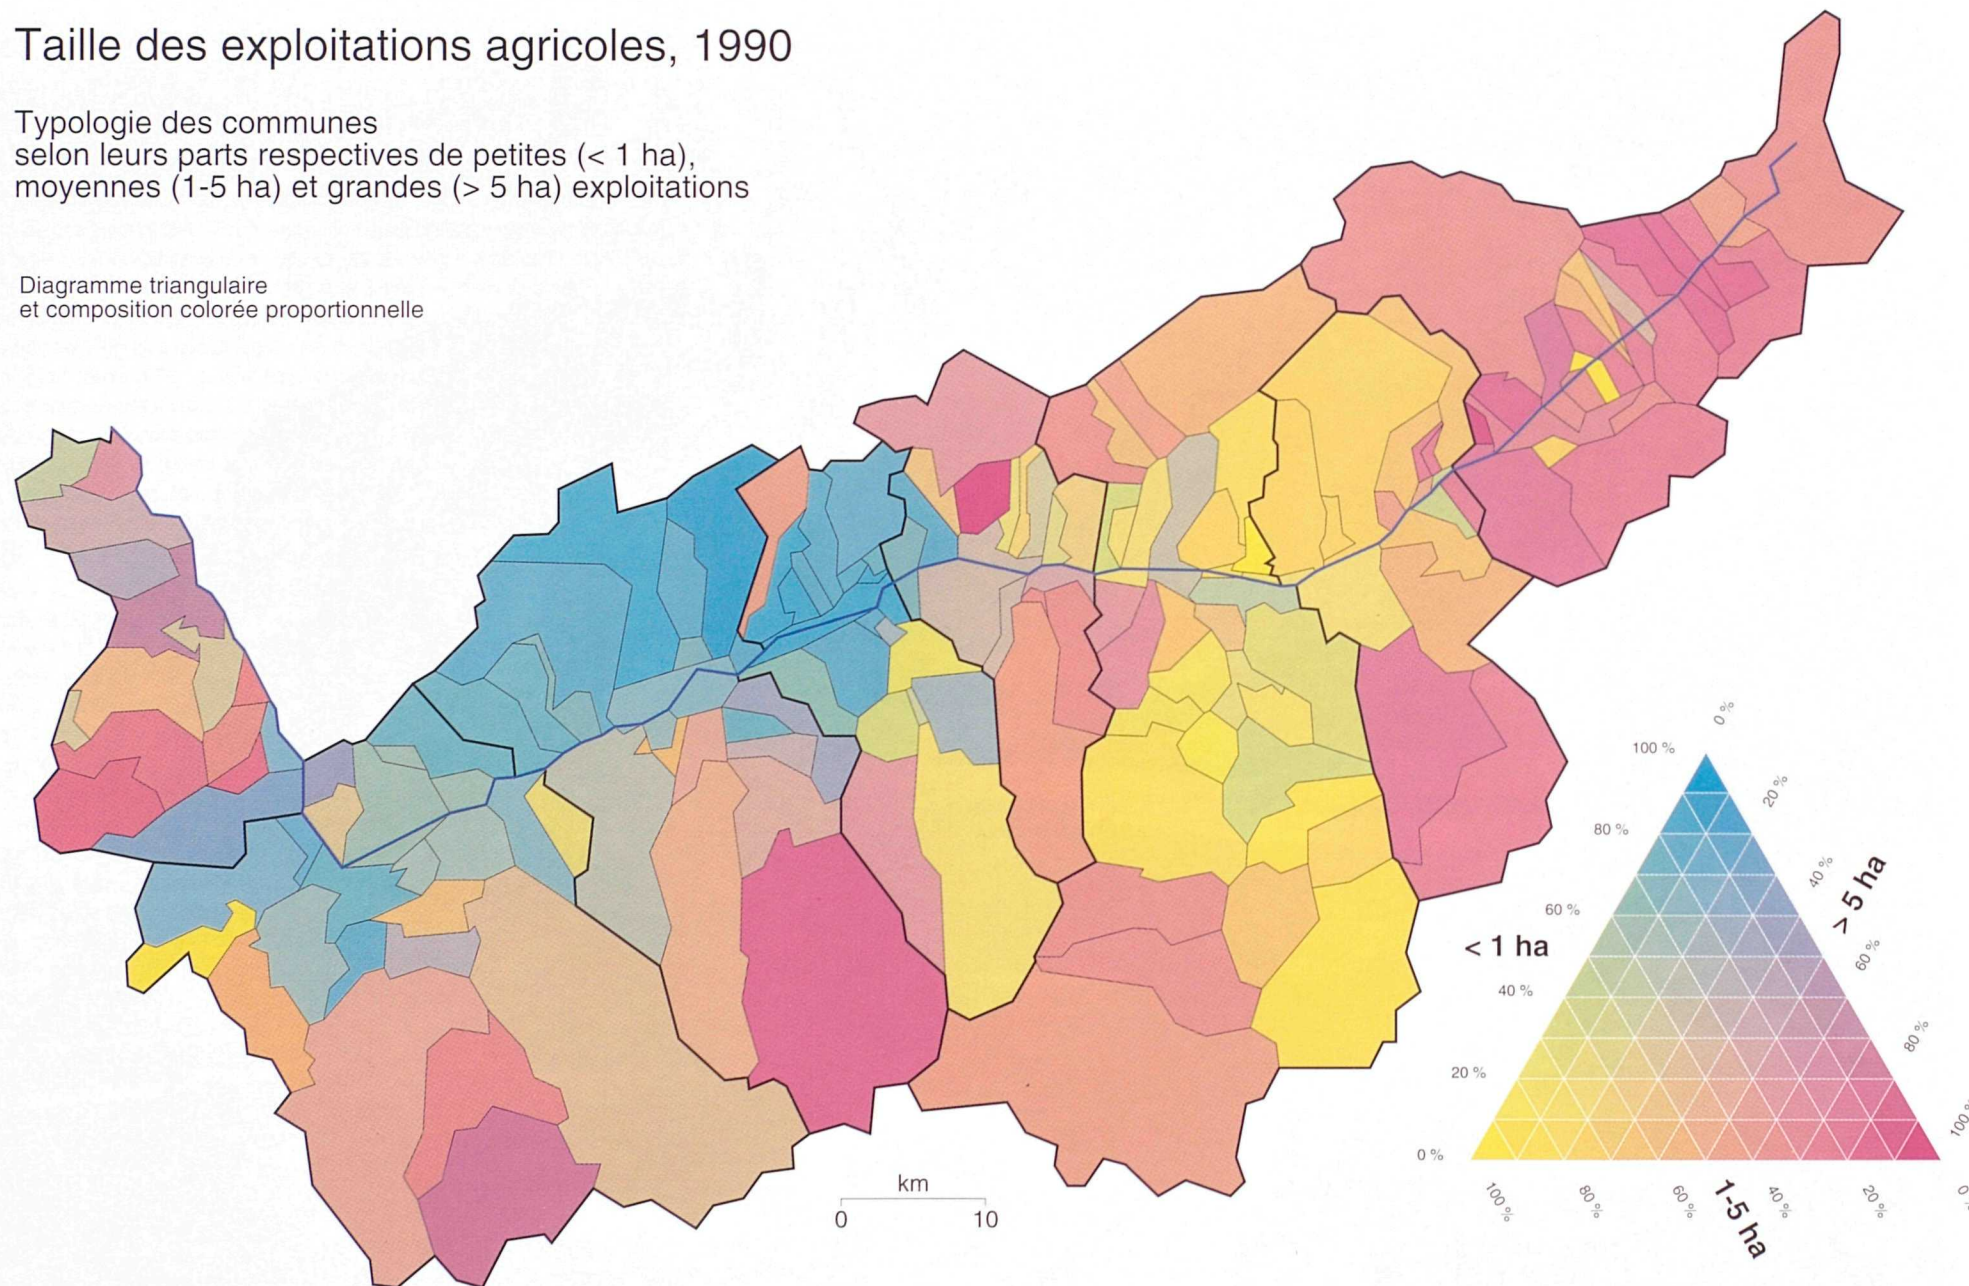 Taille des exploitations agricoles, 1990
Typologie des communes
selon leurs parts respectives de petites (< 1 ha),
moyennes (1-5 ha) et grandes (> 5 ha) exploitations
Diagramme triangulaire
et composition colorée proportionnelle
0 %
100 %
20 %
80 %
40 %
> 5 ha
60 %
< 1 ha
60 %
40 %
80 %
20 %
100 %
0 %
100 %
80 %
60 %
1-5 ha
40 %
20 %
0 %
km
0 10